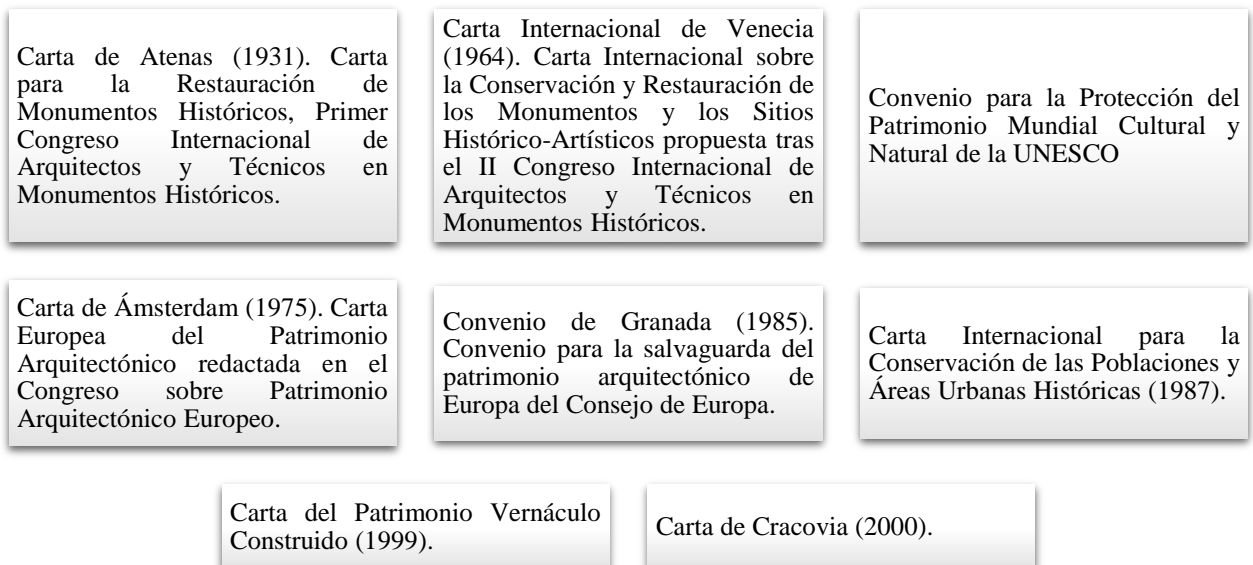 Carta de Atenas (1931). Carta
para la Restauración de
Monumentos Históricos, Primer
Congreso Internacional de
Arquitectos y Técnicos en
Monumentos Históricos.
Carta Internacional de Venecia
(1964). Carta Internacional sobre
la Conservación y Restauración de
los Monumentos y los Sitios
Histórico-Artísticos propuesta tras
el II Congreso Internacional de
Arquitectos y Técnicos en
Monumentos Históricos.
Convenio para la Protección del
Patrimonio Mundial Cultural y
Natural de la UNESCO
Carta de Ámsterdam (1975). Carta
Europea del Patrimonio
Arquitectónico redactada en el
Congreso sobre Patrimonio
Arquitectónico Europeo.
Convenio de Granada (1985).
Convenio para la salvaguarda del
patrimonio arquitectónico de
Europa del Consejo de Europa.
Carta Internacional para la
Conservación de las Poblaciones y
Áreas Urbanas Históricas (1987).
Carta del Patrimonio Vernáculo
Construido (1999).
Carta de Cracovia (2000).